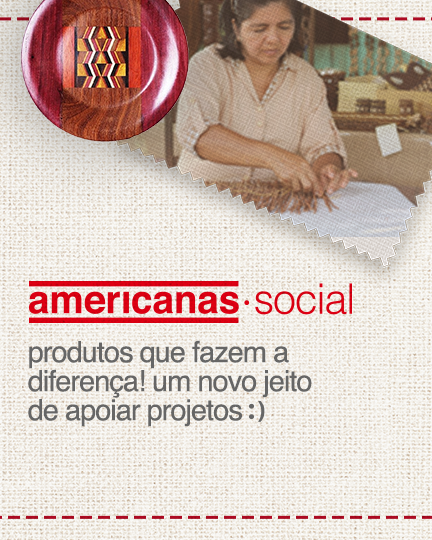 americanas·social
produtos que fazem a
diferença! um novo jeito
de apoiar projetos :)